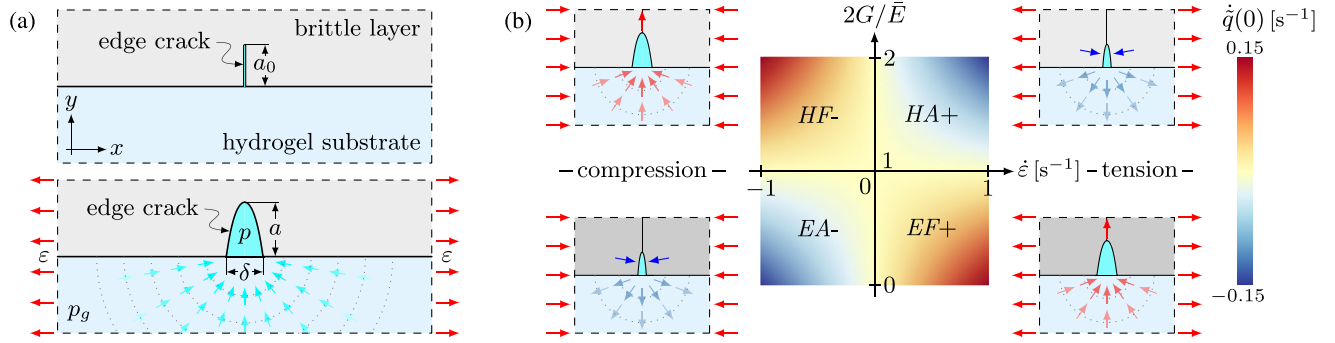 (a)
brittle layer
edge crack
a₀
y
x
hydrogel substrate
edge crack
p
a
ε
δ
ε
p_g
(b)
2G/Ē
q̇(0) [s⁻¹]
0.15
2
HF-
HA+
compression
1
ε̇ [s⁻¹]
tension
−1
0
1
EA-
EF+
0
−0.15